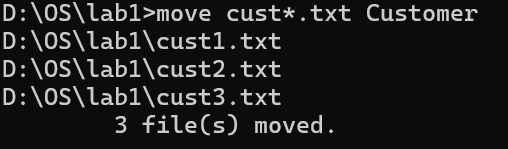 D:\OS\lab1>move cust*.txt Customer
D:\OS\lab1\cust1.txt
D:\OS\lab1\cust2.txt
D:\OS\lab1\cust3.txt
        3 file(s) moved.